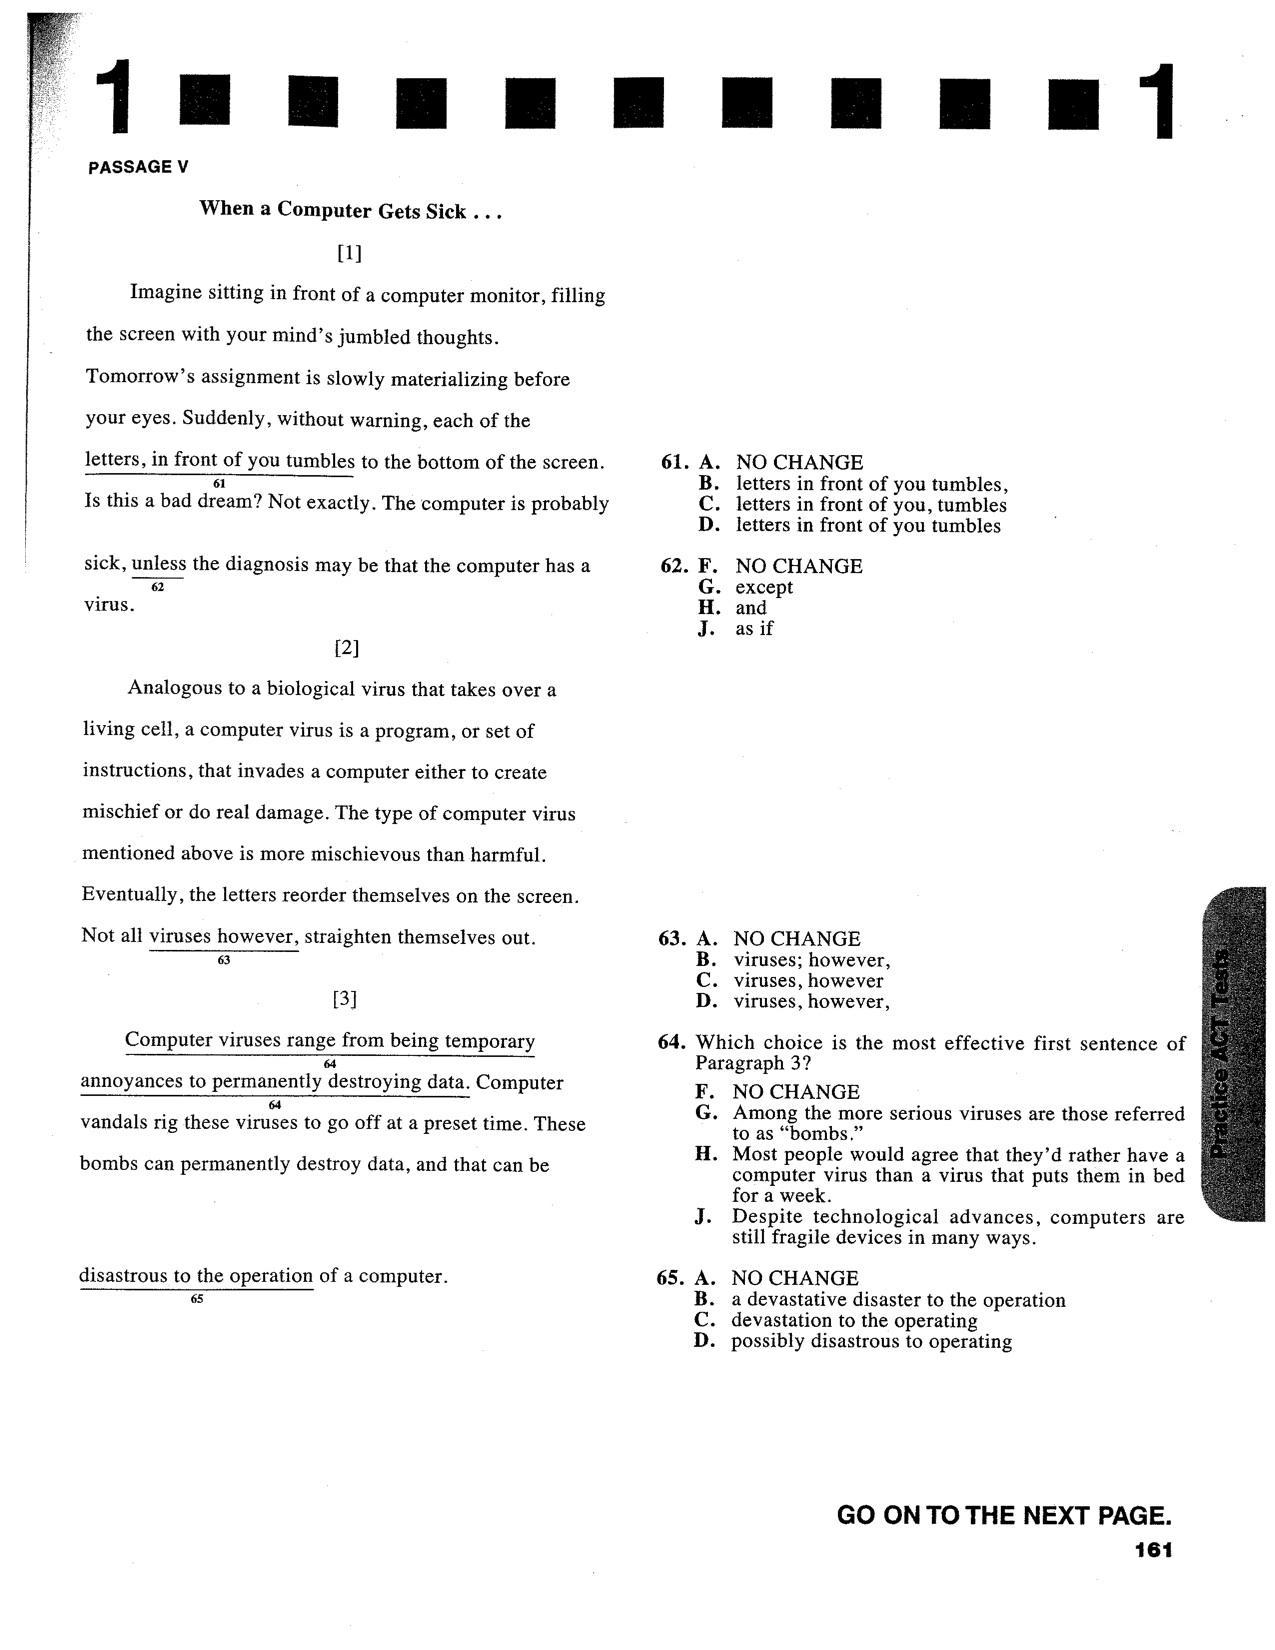 1 1
PASSAGE V
When a Computer Gets Sick . . .
[1]
Imagine sitting in front of a computer monitor, filling
the screen with your mind's jumbled thoughts.
Tomorrow's assignment is slowly materializing before
your eyes. Suddenly, without warning, each of the
letters, in front of you tumbles to the bottom of the screen.
61
Is this a bad dream? Not exactly. The computer is probably
sick, unless the diagnosis may be that the computer has a
62
virus.
[2]
Analogous to a biological virus that takes over a
living cell, a computer virus is a program, or set of
instructions, that invades a computer either to create
mischief or do real damage. The type of computer virus
mentioned above is more mischievous than harmful.
Eventually, the letters reorder themselves on the screen.
Not all viruses however, straighten themselves out.
63
[3]
Computer viruses range from being temporary
64
annoyances to permanently destroying data. Computer
64
vandals rig these viruses to go off at a preset time. These
bombs can permanently destroy data, and that can be
disastrous to the operation of a computer.
65
61. A. NO CHANGE
B. letters in front of you tumbles,
C. letters in front of you, tumbles
D. letters in front of you tumbles
62. F. NO CHANGE
G. except
H. and
J. as if
63. A. NO CHANGE
B. viruses; however,
C. viruses, however
D. viruses, however,
64. Which choice is the most effective first sentence of
Paragraph 3?
F. NO CHANGE
G. Among the more serious viruses are those referred
to as "bombs."
H. Most people would agree that they'd rather have a
computer virus than a virus that puts them in bed
for a week.
J. Despite technological advances, computers are
still fragile devices in many ways.
65. A. NO CHANGE
B. a devastative disaster to the operation
C. devastation to the operating
D. possibly disastrous to operating
Practice ACT Tests
GO ON TO THE NEXT PAGE.
161